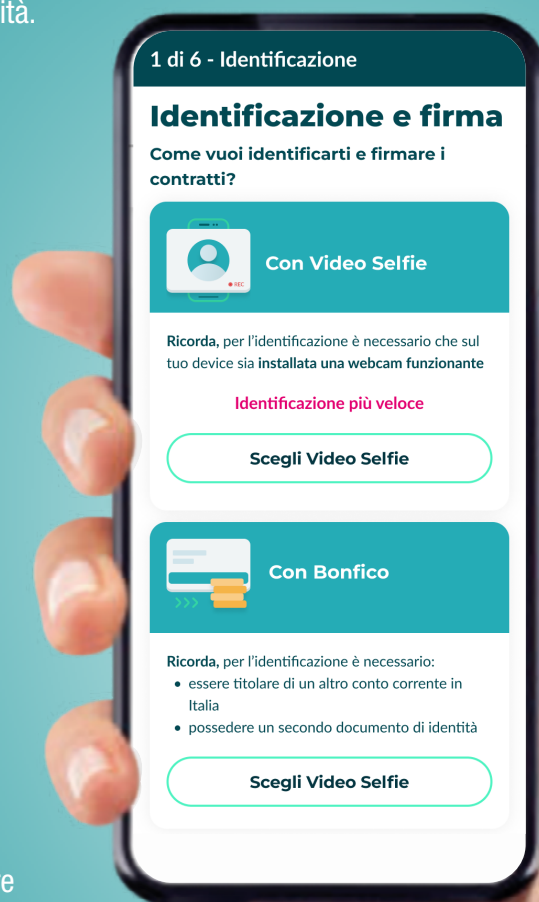 ità.
1 di 6 - Identificazione
Identificazione e firma
Come vuoi identificarti e firmare i
contratti?
REC
Con Video Selfie
Ricorda, per l'identificazione è necessario che sul
tuo device sia installata una webcam funzionante
Identificazione più veloce
Scegli Video Selfie
Con Bonfico
Ricorda, per l'identificazione è necessario:
• essere titolare di un altro conto corrente in
Italia
• possedere un secondo documento di identità
Scegli Video Selfie
e